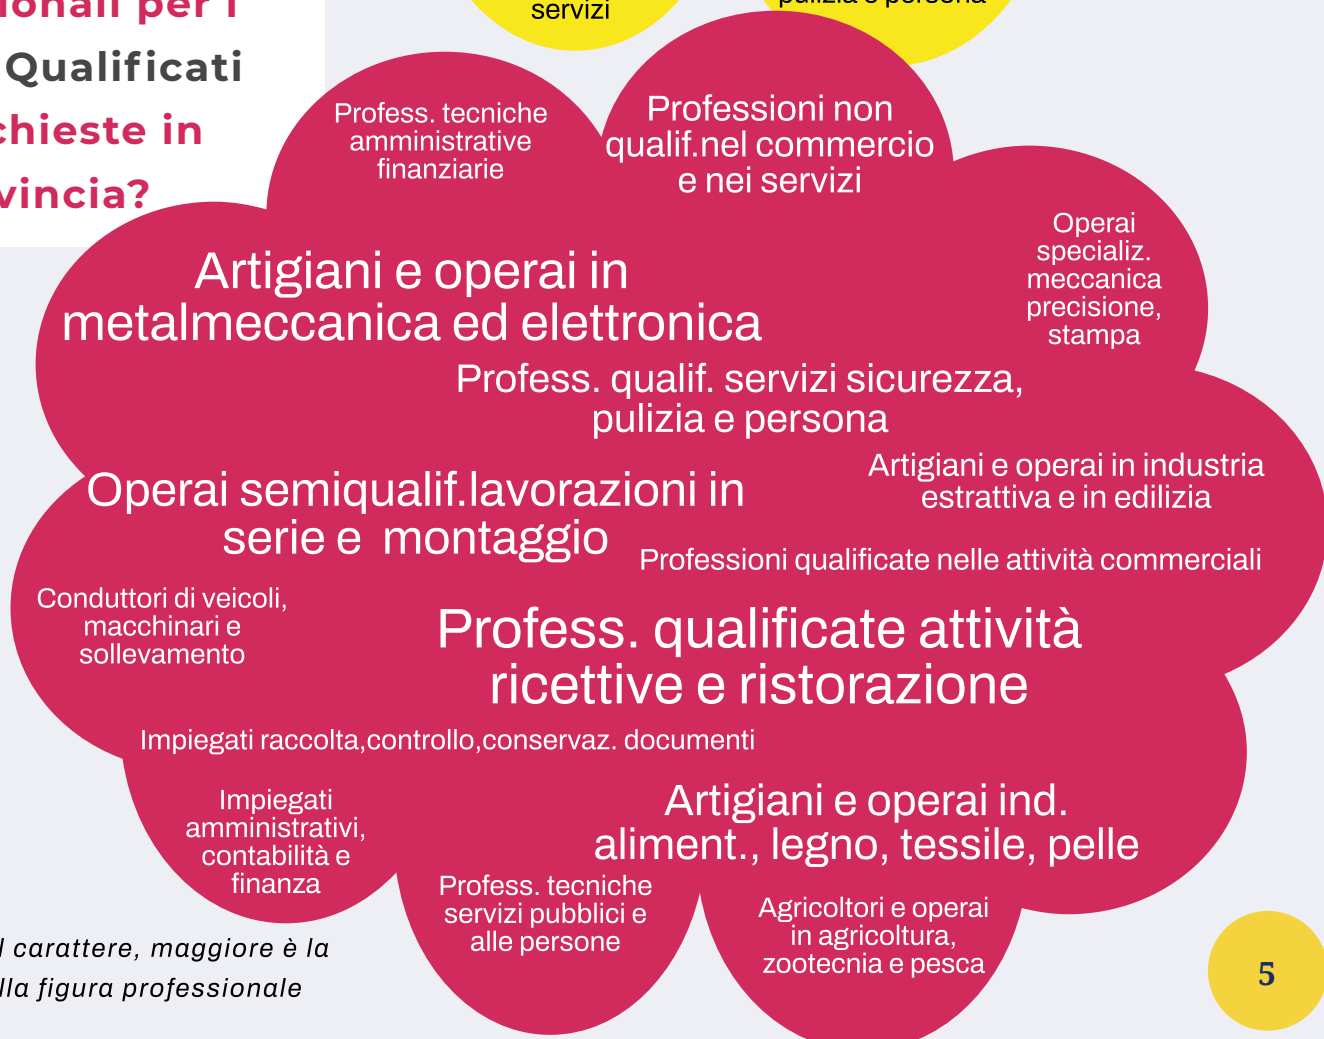 servizi
pulizia e persona
Qualificati
chieste in
vincia?
Profess. tecniche
amministrative
finanziarie
Professioni non
qualif.nel commercio
e nei servizi
Operai
specializ.
meccanica
precisione,
stampa
Artigiani e operai in
metalmeccanica ed elettronica
Profess. qualif. servizi sicurezza,
pulizia e persona
Operai semiqualif.lavorazioni in
serie e montaggio
Artigiani e operai in industria
estrattiva e in edilizia
Professioni qualificate nelle attività commerciali
Conduttori di veicoli,
macchinari e
sollevamento
Profess. qualificate attività
ricettive e ristorazione
Impiegati raccolta,controllo,conservaz. documenti
Impiegati
amministrativi,
contabilità e
finanza
Artigiani e operai ind.
aliment., legno, tessile, pelle
Profess. tecniche
servizi pubblici e
alle persone
Agricoltori e operai
in agricoltura,
zootecnia e pesca
l carattere, maggiore è la
lla figura professionale
5